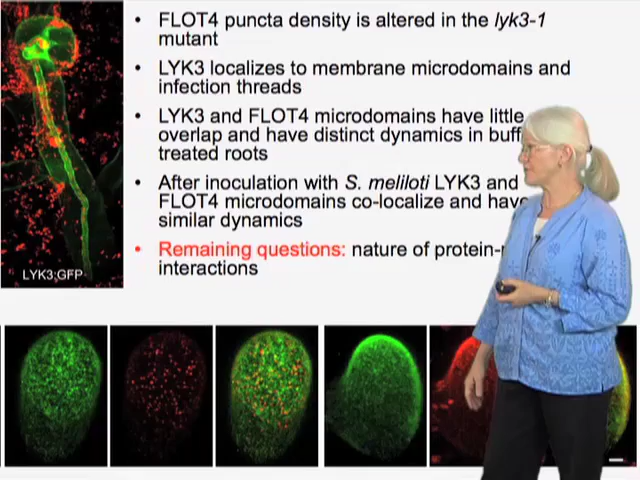 • FLOT4 puncta density is altered in the lyk3-1
mutant
• LYK3 localizes to membrane microdomains and
infection threads
• LYK3 and FLOT4 microdomains have little
overlap and have distinct dynamics in
treated roots
• After inoculation with S. meliloti LYK3 and
FLOT4 microdomains co-localize and have
similar dynamics
• Remaining questions: nature of
interactions
LYK3:GFP